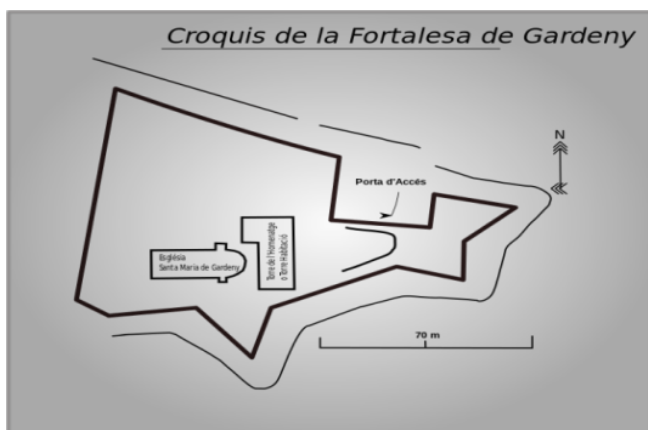 Croquis de la Fortalesa de Gardeny
N
Porta d'Accés
Església
Santa Maria de Gardeny
Torre de l'Homenatge
o Torre Habitació
70 m